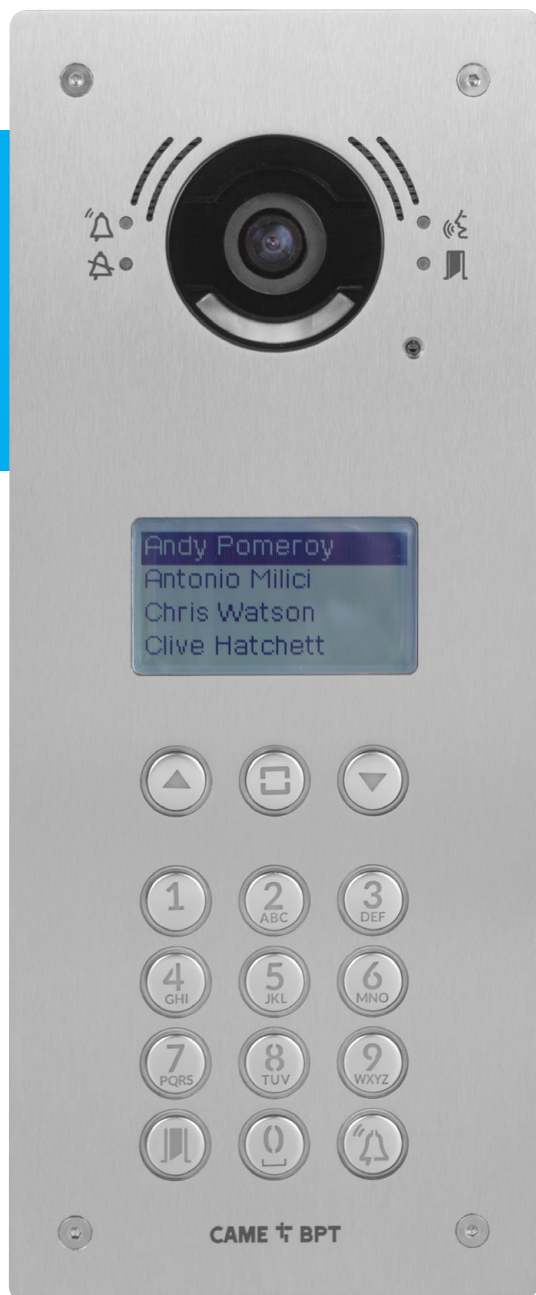 Andy Pomeroy
Antonio Milici
Chris Watson
Clive Hatchett
1 2 3
ABC DEF
4 5 6
GHI JKL MNO
7 8 9
PQRS TUV WXYZ
0
CAME BPT